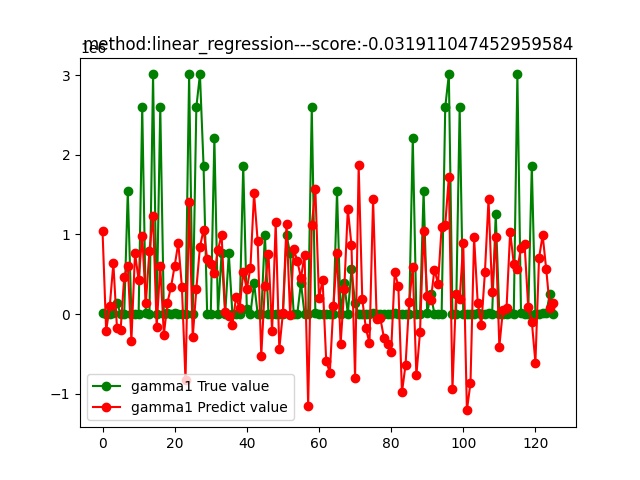 method:linear_regression---score:-0.031911047452959584
1e6
3
2
1
0
−1
gamma1 True value
gamma1 Predict value
0 20 40 60 80 100 120